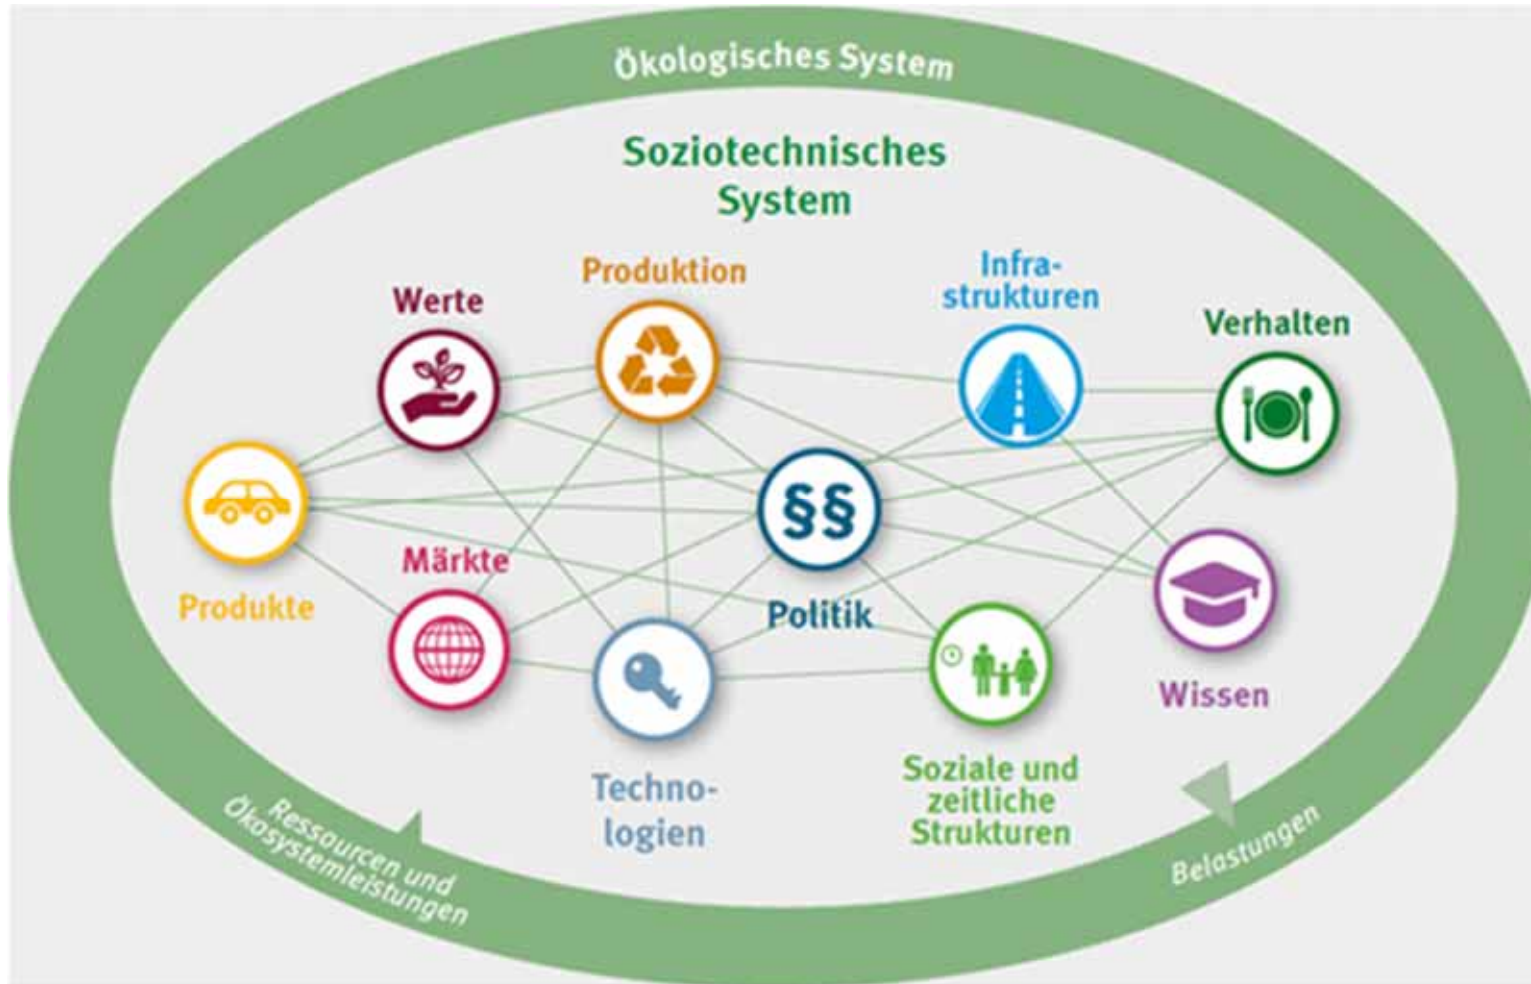 Ökologisches System
Soziotechnisches
System
Werte
Produktion
Infra-
strukturen
Verhalten
Produkte
Märkte
§§
Politik
Wissen
Techno-
logien
Soziale und
zeitliche
Strukturen
Ressourcen und
Ökosystemleistungen
Belastungen